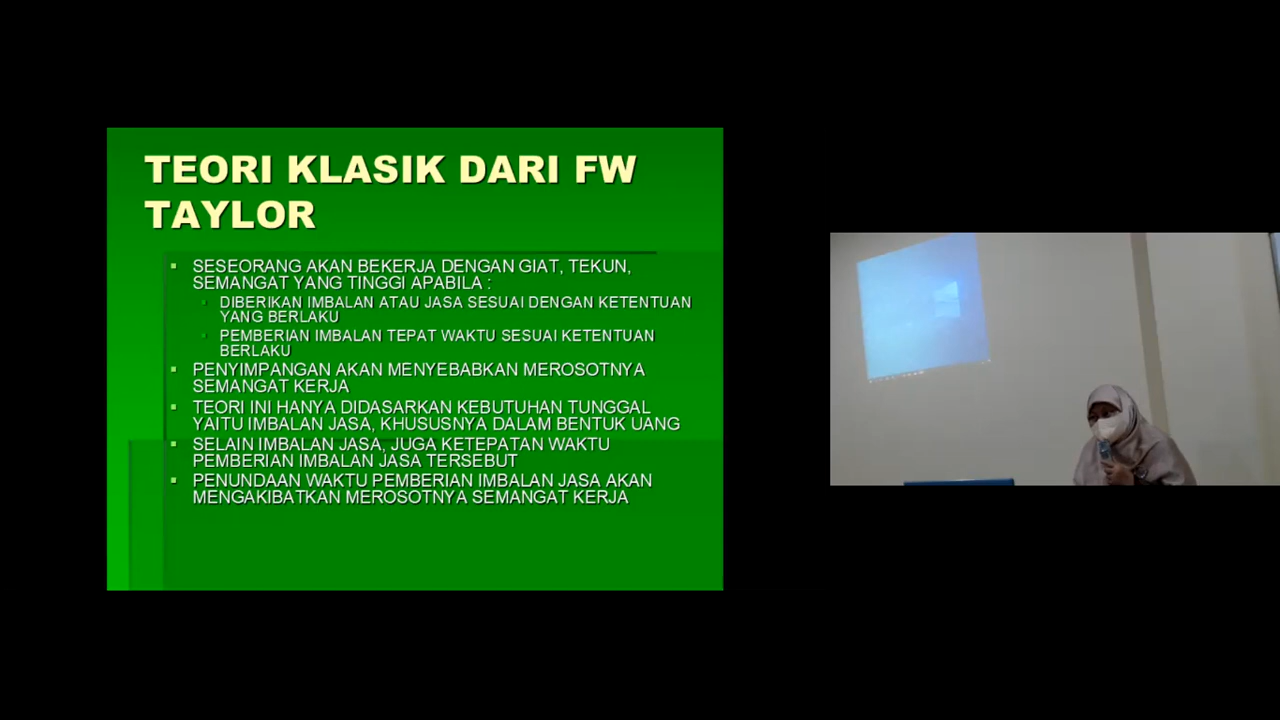 TEORI KLASIK DARI FW
TAYLOR
SESEORANG AKAN BEKERJA DENGAN GIAT, TEKUN,
SEMANGAT YANG TINGGI APABILA :
DIBERIKAN IMBALAN ATAU JASA SESUAI DENGAN KETENTUAN
YANG BERLAKU
PEMBERIAN IMBALAN TEPAT WAKTU SESUAI KETENTUAN
BERLAKU
PENYIMPANGAN AKAN MENYEBABKAN MEROSOTNYA
SEMANGAT KERJA
TEORI INI HANYA DIDASARKAN KEBUTUHAN TUNGGAL
YAITU IMBALAN JASA, KHUSUSNYA DALAM BENTUK UANG
SELAIN IMBALAN JASA, JUGA KETEPATAN WAKTU
PEMBERIAN IMBALAN JASA TERSEBUT
PENUNDAAN WAKTU PEMBERIAN IMBALAN JASA AKAN
MENGAKIBATKAN MEROSOTNYA SEMANGAT KERJA